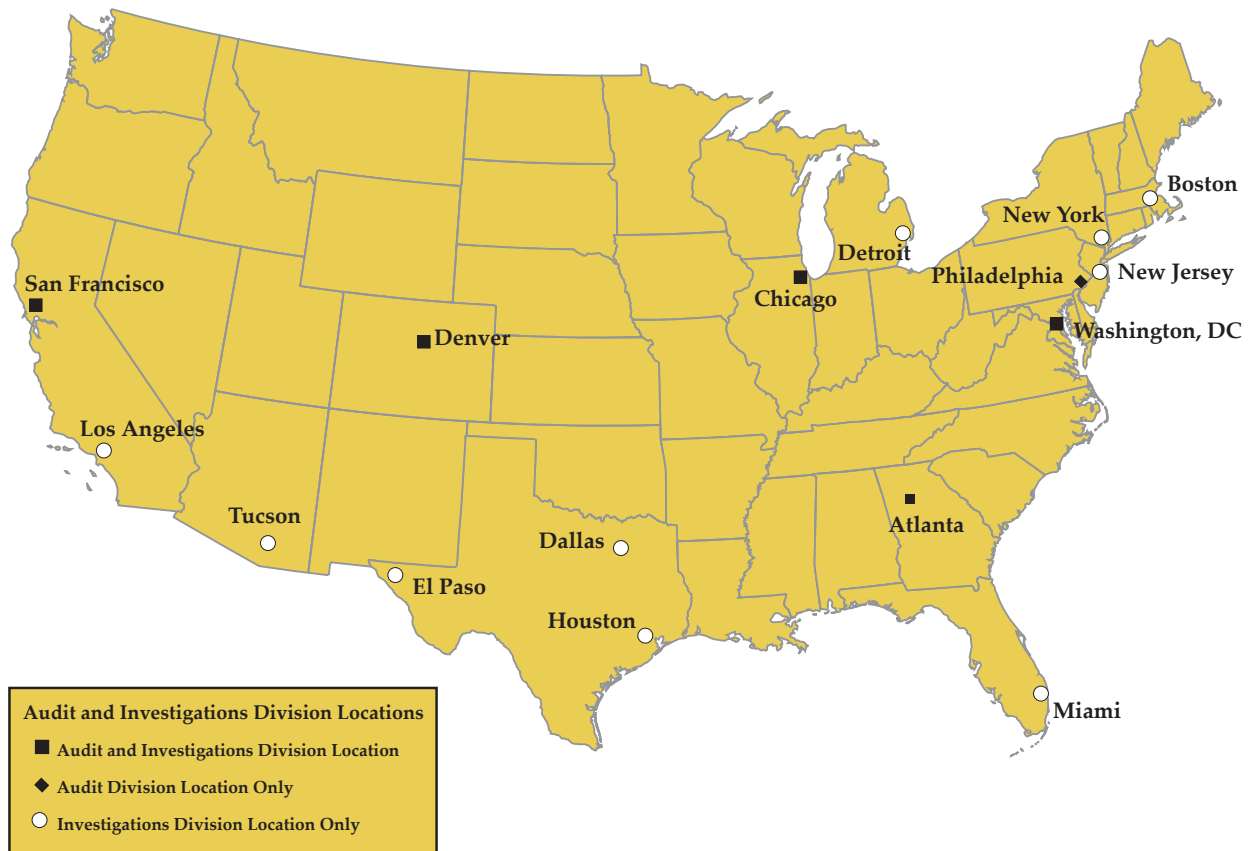 Boston
New York
Detroit
Philadelphia
New Jersey
San Francisco
Chicago
Denver
Washington, DC
Los Angeles
Tucson
Atlanta
Dallas
El Paso
Houston
Miami
Audit and Investigations Division Locations
Audit and Investigations Division Location
Audit Division Location Only
Investigations Division Location Only